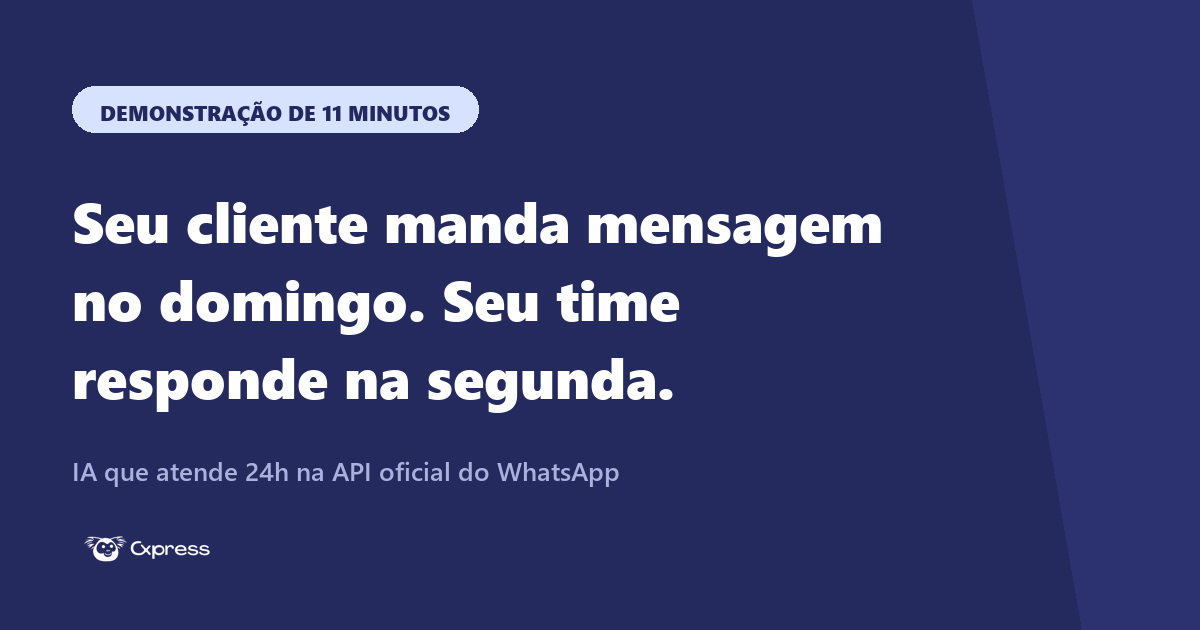 DEMONSTRAÇÃO DE 11 MINUTOS
Seu cliente manda mensagem
no domingo. Seu time
responde na segunda.
IA que atende 24h na API oficial do WhatsApp
Cxpress